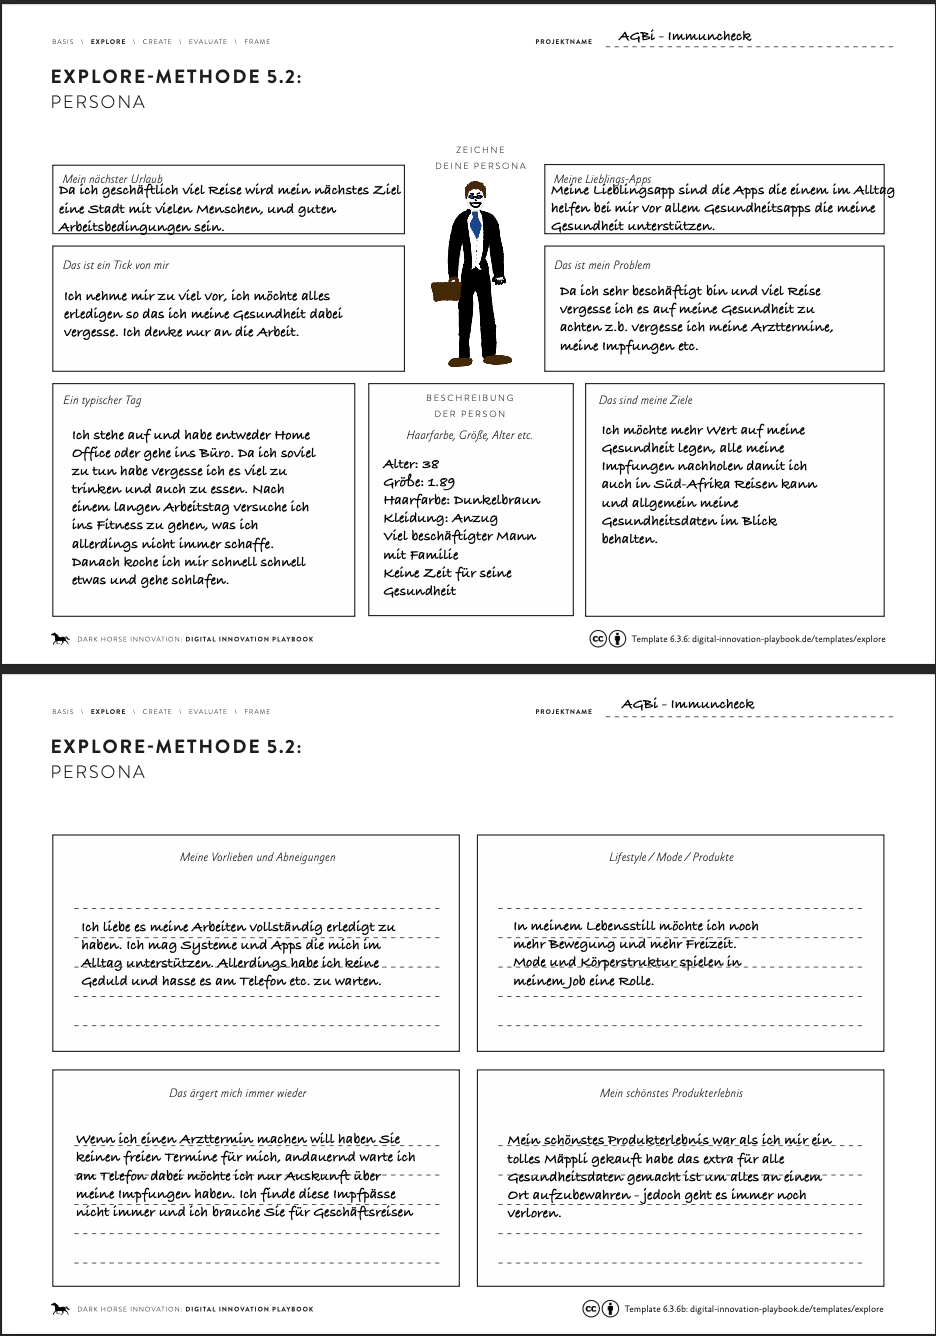 BASIS \ EXPLORE \ CREATE \ EVALUATE \ FRAME
PROJEKTNAME AGBi - Immuncheck
EXPLORE-METHODE 5.2:
PERSONA
ZEICHNE
DEINE PERSONA
Mein nächster Urlaub
Da ich geschäftlich viel Reise wird mein nächstes Ziel
eine Stadt mit vielen Menschen, und guten
Arbeitsbedingungen sein.
Meine Lieblings-Apps
Meine Lieblingsapp sind die Apps die einem im Alltag
helfen bei mir vor allem Gesundheitsapps die meine
Gesundheit unterstützen.
Das ist ein Tick von mir
Ich nehme mir zu viel vor, ich möchte alles
erledigen so das ich meine Gesundheit dabei
vergesse. Ich denke nur an die Arbeit.
Das ist mein Problem
Da ich sehr beschäftigt bin und viel Reise
vergesse ich es auf meine Gesundheit zu
achten z.b. vergesse ich meine Arzttermine,
meine Impfungen etc.
Ein typischer Tag
Ich stehe auf und habe entweder Home
Office oder gehe ins Büro. Da ich soviel
zu tun habe vergesse ich es viel zu
trinken und auch zu essen. Nach
einem langen Arbeitstag versuche ich
ins Fitness zu gehen, was ich
allerdings nicht immer schaffe.
Danach koche ich mir schnell schnell
etwas und gehe schlafen.
BESCHREIBUNG
DER PERSON
Haarfarbe, Größe, Alter etc.
Alter: 38
Größe: 1.89
Haarfarbe: Dunkelbraun
Kleidung: Anzug
Viel beschäftigter Mann
mit Familie
Keine Zeit für seine
Gesundheit
Das sind meine Ziele
Ich möchte mehr Wert auf meine
Gesundheit legen, alle meine
Impfungen nachholen damit ich
auch in Süd-Afrika Reisen kann
und allgemein meine
Gesundheitsdaten im Blick
behalten.
DARK HORSE INNOVATION: DIGITAL INNOVATION PLAYBOOK
cc Template 6.3.6: digital-innovation-playbook.de/templates/explore
BASIS \ EXPLORE \ CREATE \ EVALUATE \ FRAME
PROJEKTNAME AGBi - Immuncheck
EXPLORE-METHODE 5.2:
PERSONA
Meine Vorlieben und Abneigungen
Ich liebe es meine Arbeiten vollständig erledigt zu
haben. Ich mag Systeme und Apps die mich im
Alltag unterstützen. Allerdings habe ich keine
Geduld und hasse es am Telefon etc. zu warten.
Lifestyle / Mode / Produkte
In meinem Lebensstill möchte ich noch
mehr Bewegung und mehr Freizeit.
Mode und Körperstruktur spielen in
meinem Job eine Rolle.
Das ärgert mich immer wieder
Wenn ich einen Arzttermin machen will haben Sie
keinen freien Termine für mich, andauernd warte ich
am Telefon dabei möchte ich nur Auskunft über
meine Impfungen haben. Ich finde diese Impfpässe
nicht immer und ich brauche Sie für Geschäftsreisen
Mein schönstes Produkterlebnis
Mein schönstes Produkterlebnis war als ich mir ein
tolles Mäppli gekauft habe das extra für alle
Gesundheitsdaten gemacht ist um alles an einem
Ort aufzubewahren - jedoch geht es immer noch
verloren.
DARK HORSE INNOVATION: DIGITAL INNOVATION PLAYBOOK
cc Template 6.3.6b: digital-innovation-playbook.de/templates/explore